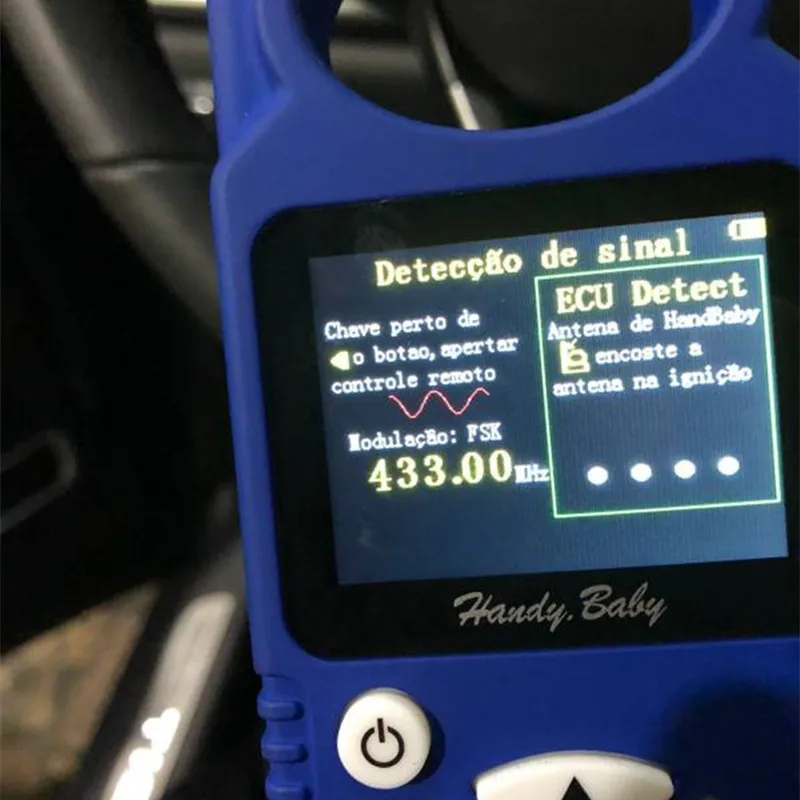 Detecção de sinal
Chave perto de
o botao, apertar
controle remoto
Modulação: FSK
433.00MHz
ECU Detect
Antena de HandBaby
encoste a
antena na ignição
Handy.Baby